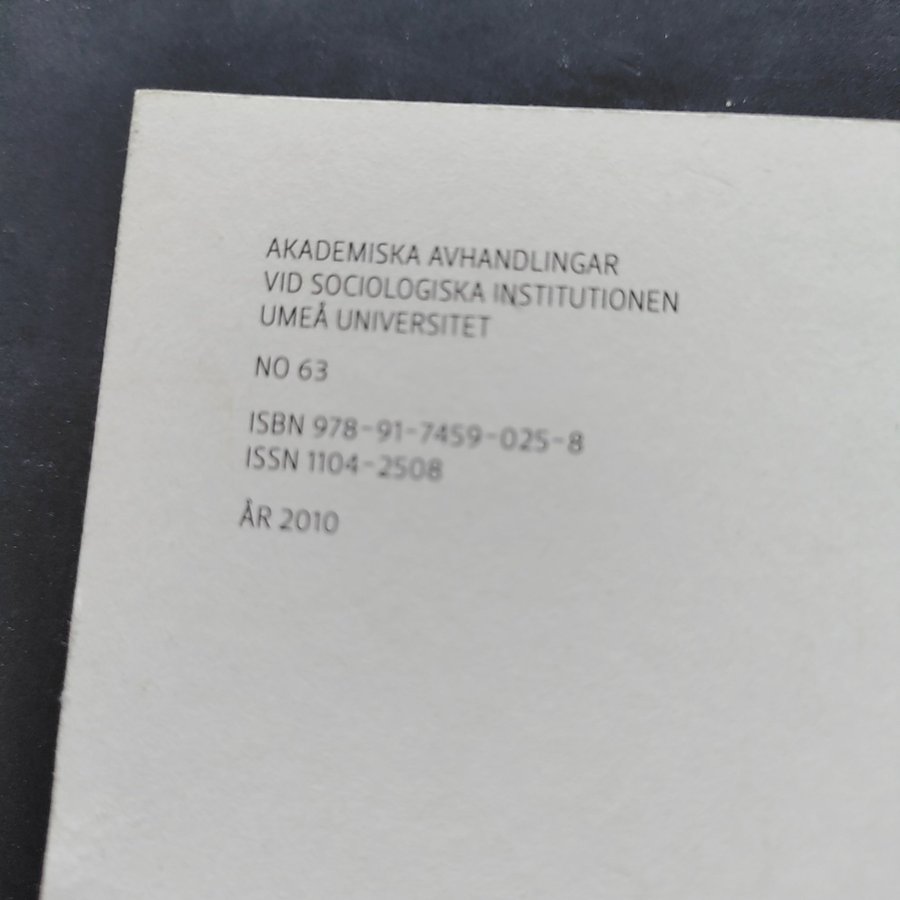 AKADEMISKA AVHANDLINGAR
VID SOCIOLOGISKA INSTITUTIONEN
UMEÅ UNIVERSITET
NO 63
ISBN 978-91-7459-025-8
ISSN 1104-2508
ÅR 2010